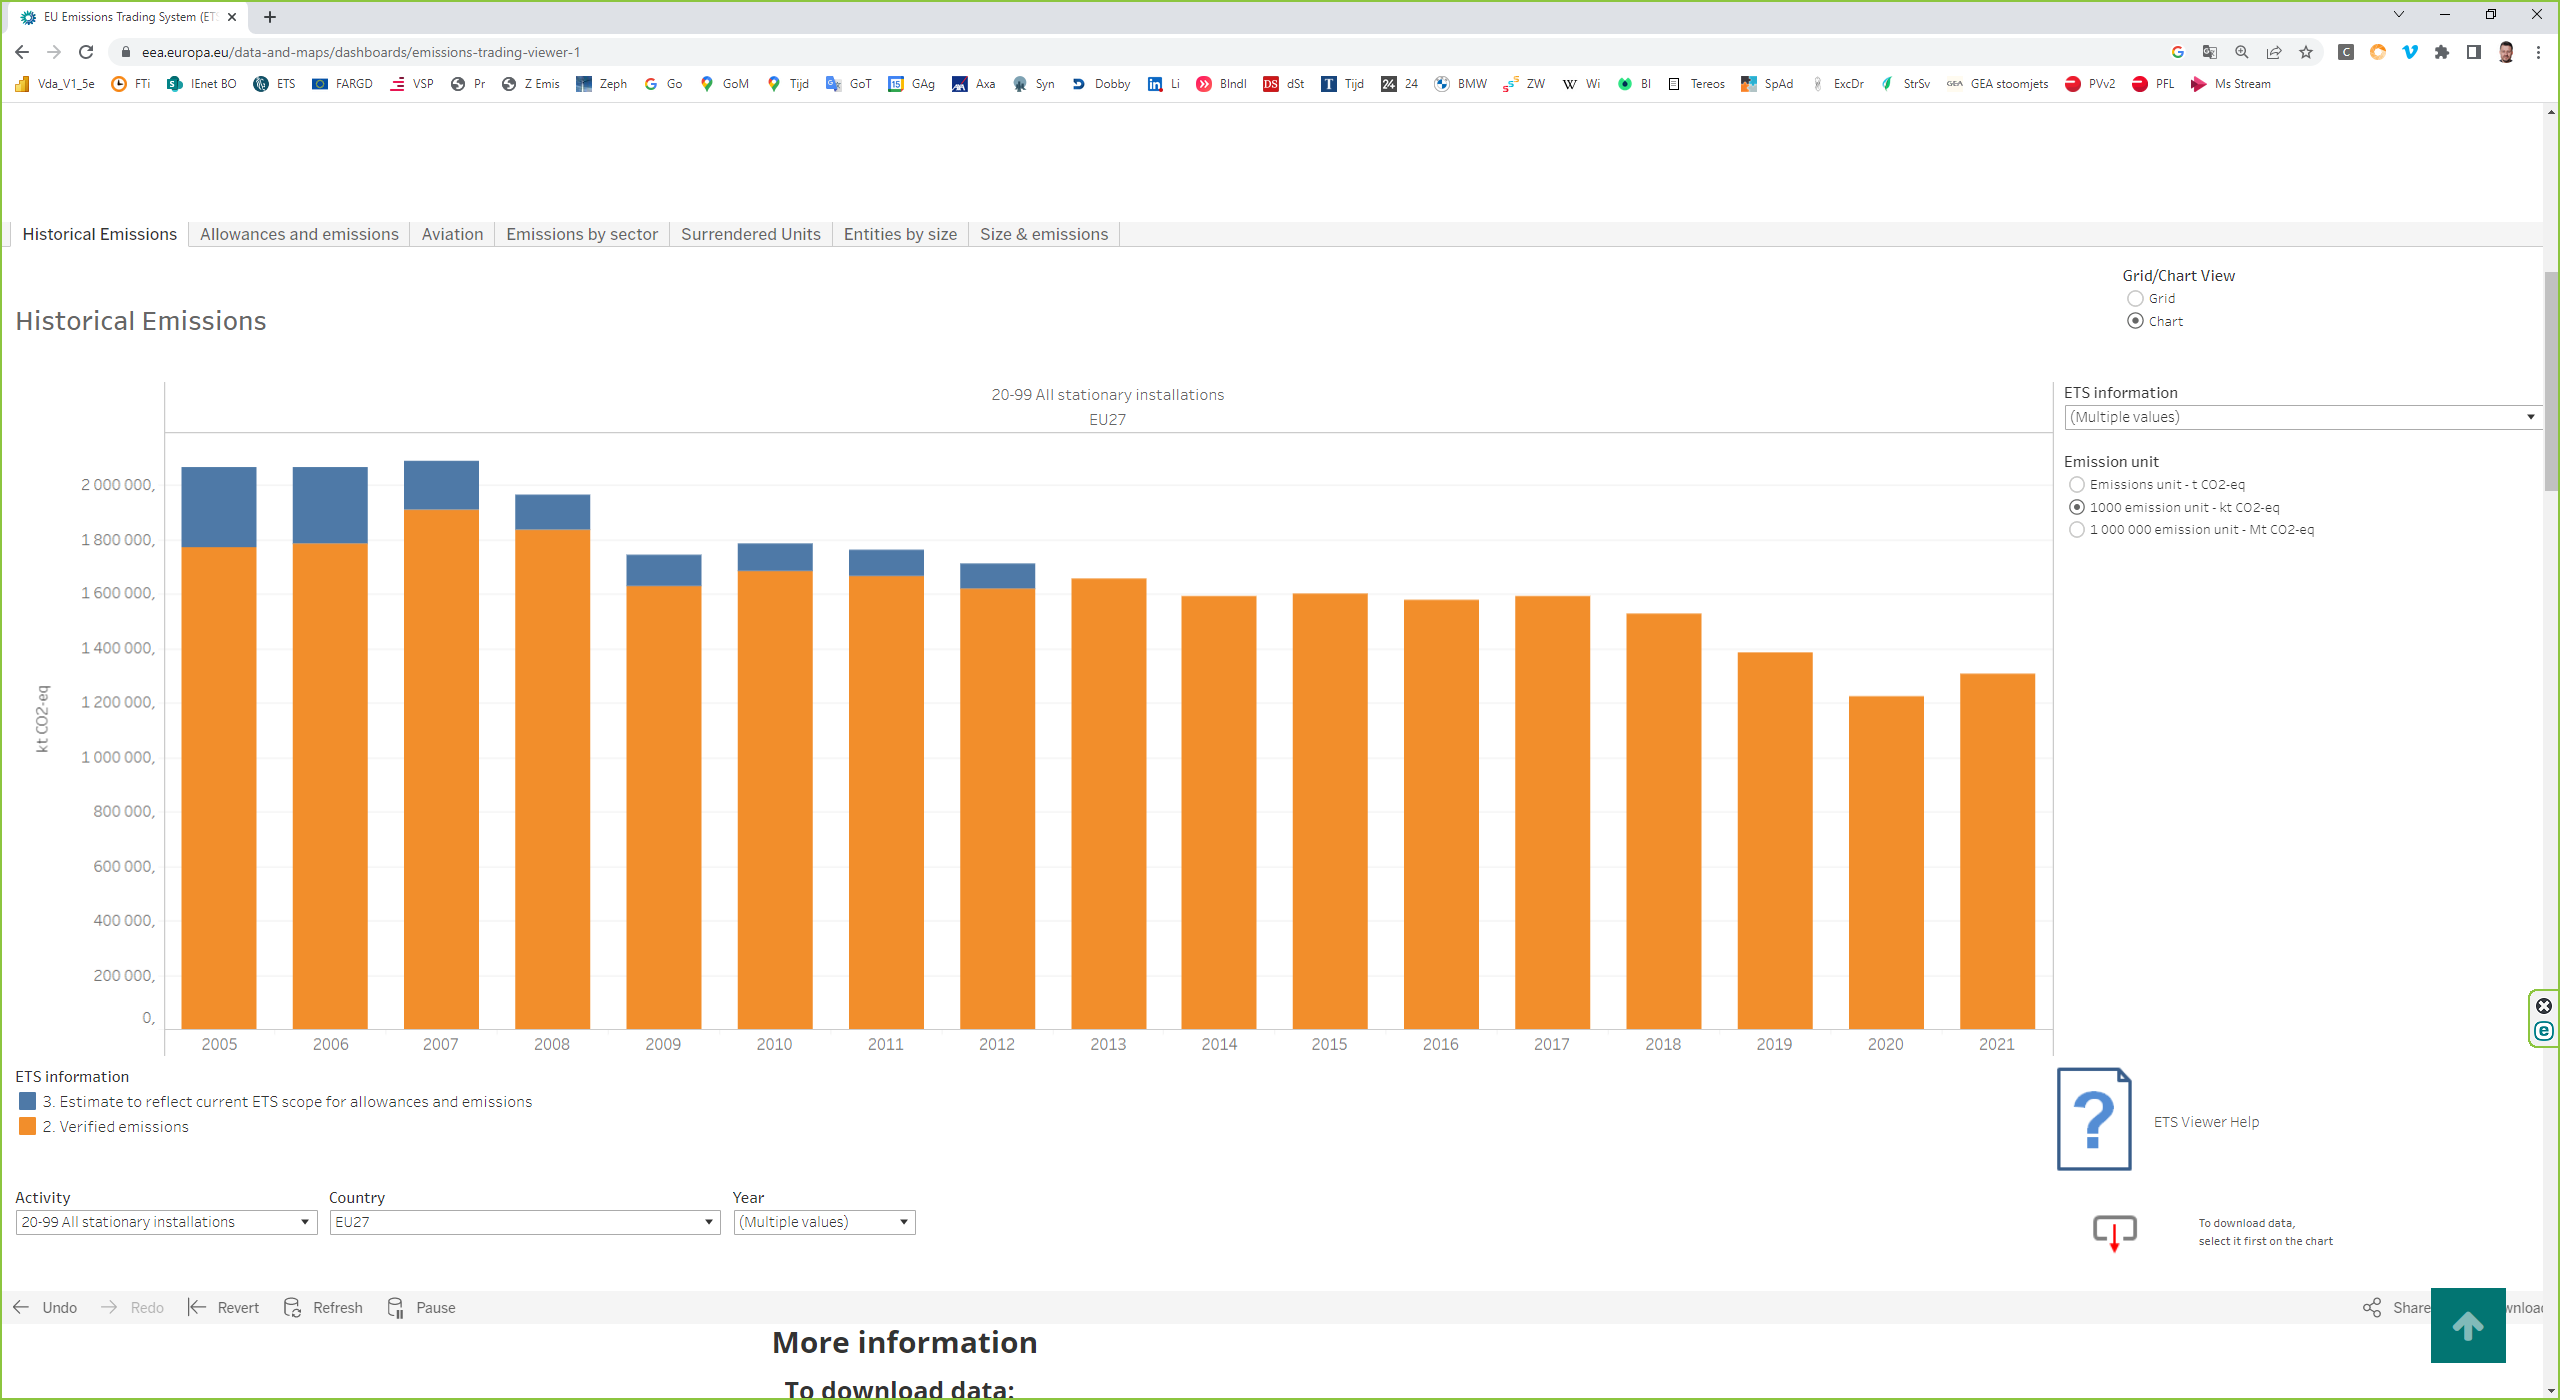 EU Emissions Trading System (ET
eea.europa.eu/data-and-maps/dashboards/emissions-trading-viewer-1
Vda_V1_5e FTi IEnet BO ETS FARGD VSP Pr Z Emis Zeph Go GoM Tijd GoT GAg Axa Syn Dobby Li BIndl dSt Tijd 24 BMW ZW Wi BI Tereos SpAd ExcDr StrSv GEA stoomjets PVv2 PFL Ms Stream
Historical Emissions Allowances and emissions Aviation Emissions by sector Surrendered Units Entities by size Size & emissions
Grid/Chart View
Grid
Chart
Historical Emissions
20-99 All stationary installations
EU27
ETS information
(Multiple values)
Emission unit
Emissions unit - t CO2-eq
1000 emission unit - kt CO2-eq
1 000 000 emission unit - Mt CO2-eq
2 000 000,
1 800 000,
1 600 000,
1 400 000,
1 200 000,
1 000 000,
800 000,
600 000,
400 000,
200 000,
0,
kt CO2-eq
2005 2006 2007 2008 2009 2010 2011 2012 2013 2014 2015 2016 2017 2018 2019 2020 2021
ETS information
3. Estimate to reflect current ETS scope for allowances and emissions
2. Verified emissions
ETS Viewer Help
Activity Country Year
20-99 All stationary installations EU27 (Multiple values)
To download data,
select it first on the chart
Undo Redo Revert Refresh Pause Share
More information
To download data: